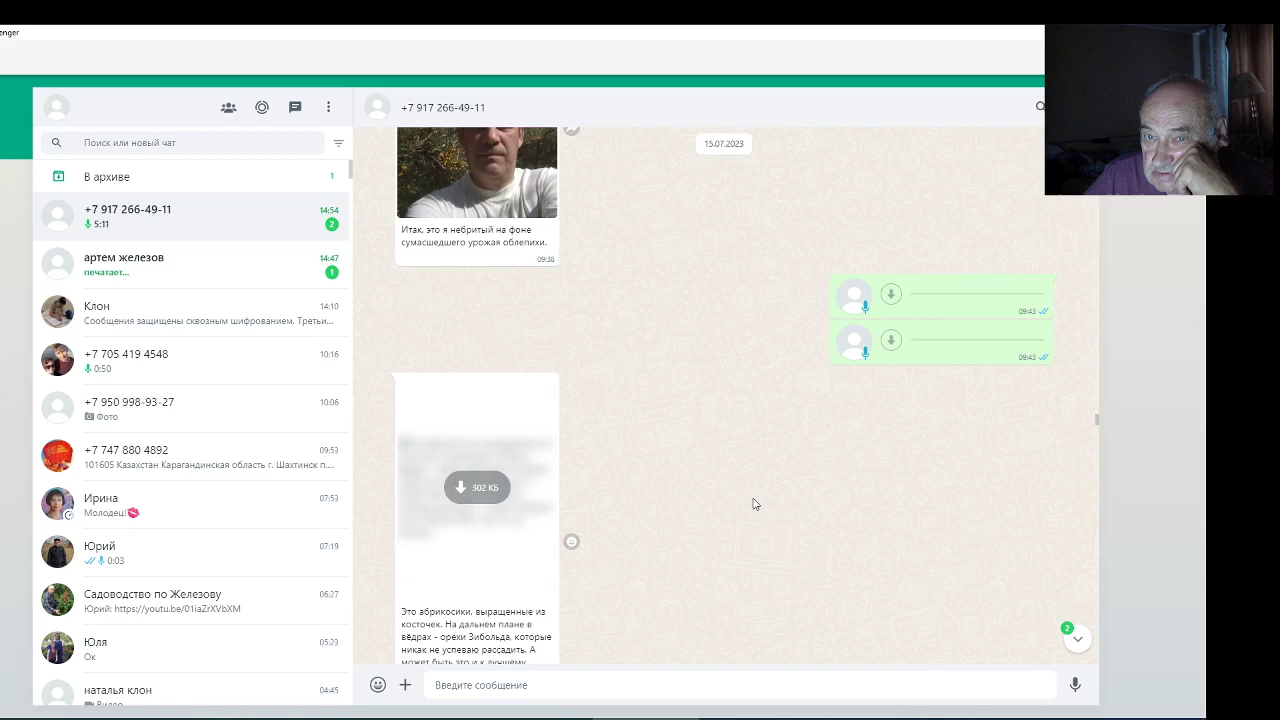 enger
+7 917 266-49-11
Поиск или новый чат
В архиве
1
+7 917 266-49-11
14:54
5:11
2
артем железов
14:47
печатает...
1
Клон
14:10
Сообщения защищены сквозным шифрованием. Третьи...
+7 705 419 4548
10:16
0:50
+7 950 998-93-27
10:06
Фото
+7 747 880 4892
09:53
101605 Казахстан Карагандинская область г. Шахтинск п....
Ирина
07:53
Молодец!
Юрий
07:19
0:03
Садоводство по Железову
06:27
Юрий: https://youtu.be/01iaZrXVbXM
Юля
05:23
Ок
наталья клон
04:45
Видео
15.07.2023
Итак, это я небритый на фоне
сумасшедшего урожая облепихи.
09:38
09:43
09:43
302 КБ
Это абрикосики, выращенные из
косточек. На дальнем плане в
вёдрах - орехи Зибольда, которые
никак не успеваю рассадить. А
может быть это и к лучшему.
2
Введите сообщение